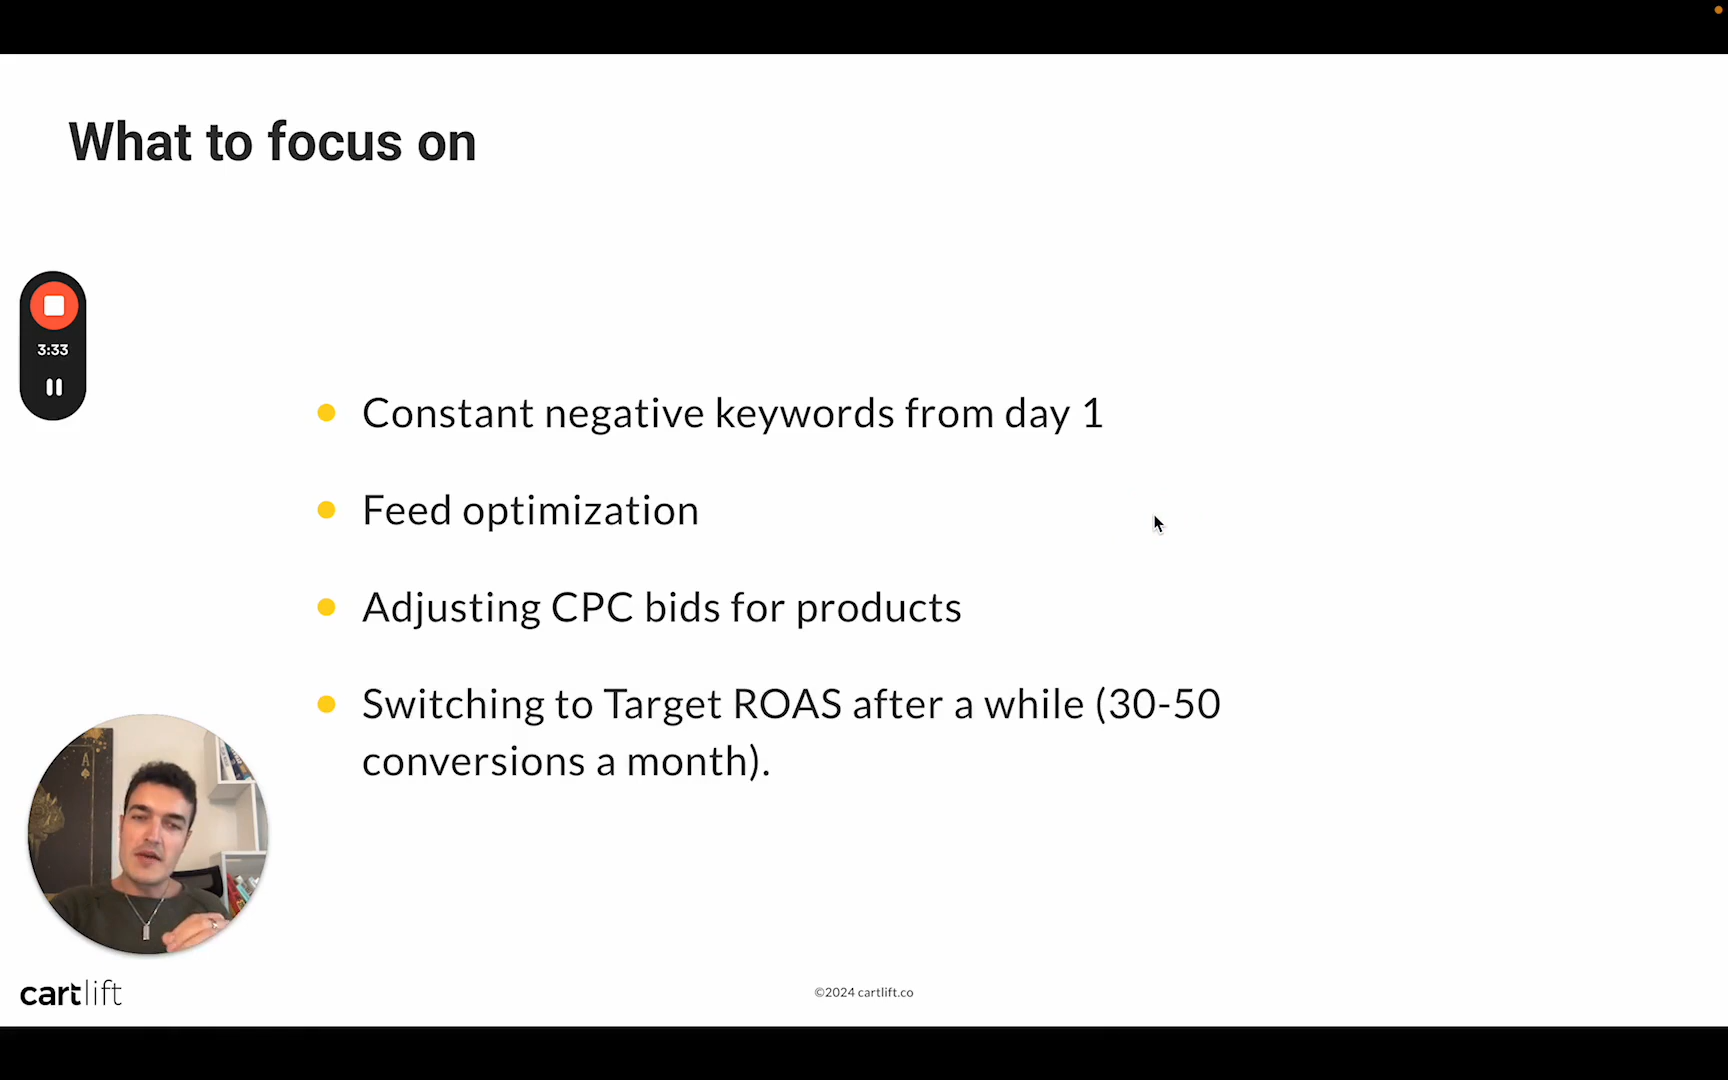 What to focus on
3:33
Constant negative keywords from day 1
Feed optimization
Adjusting CPC bids for products
Switching to Target ROAS after a while (30-50
conversions a month).
A
cartlift
©2024 cartlift.co